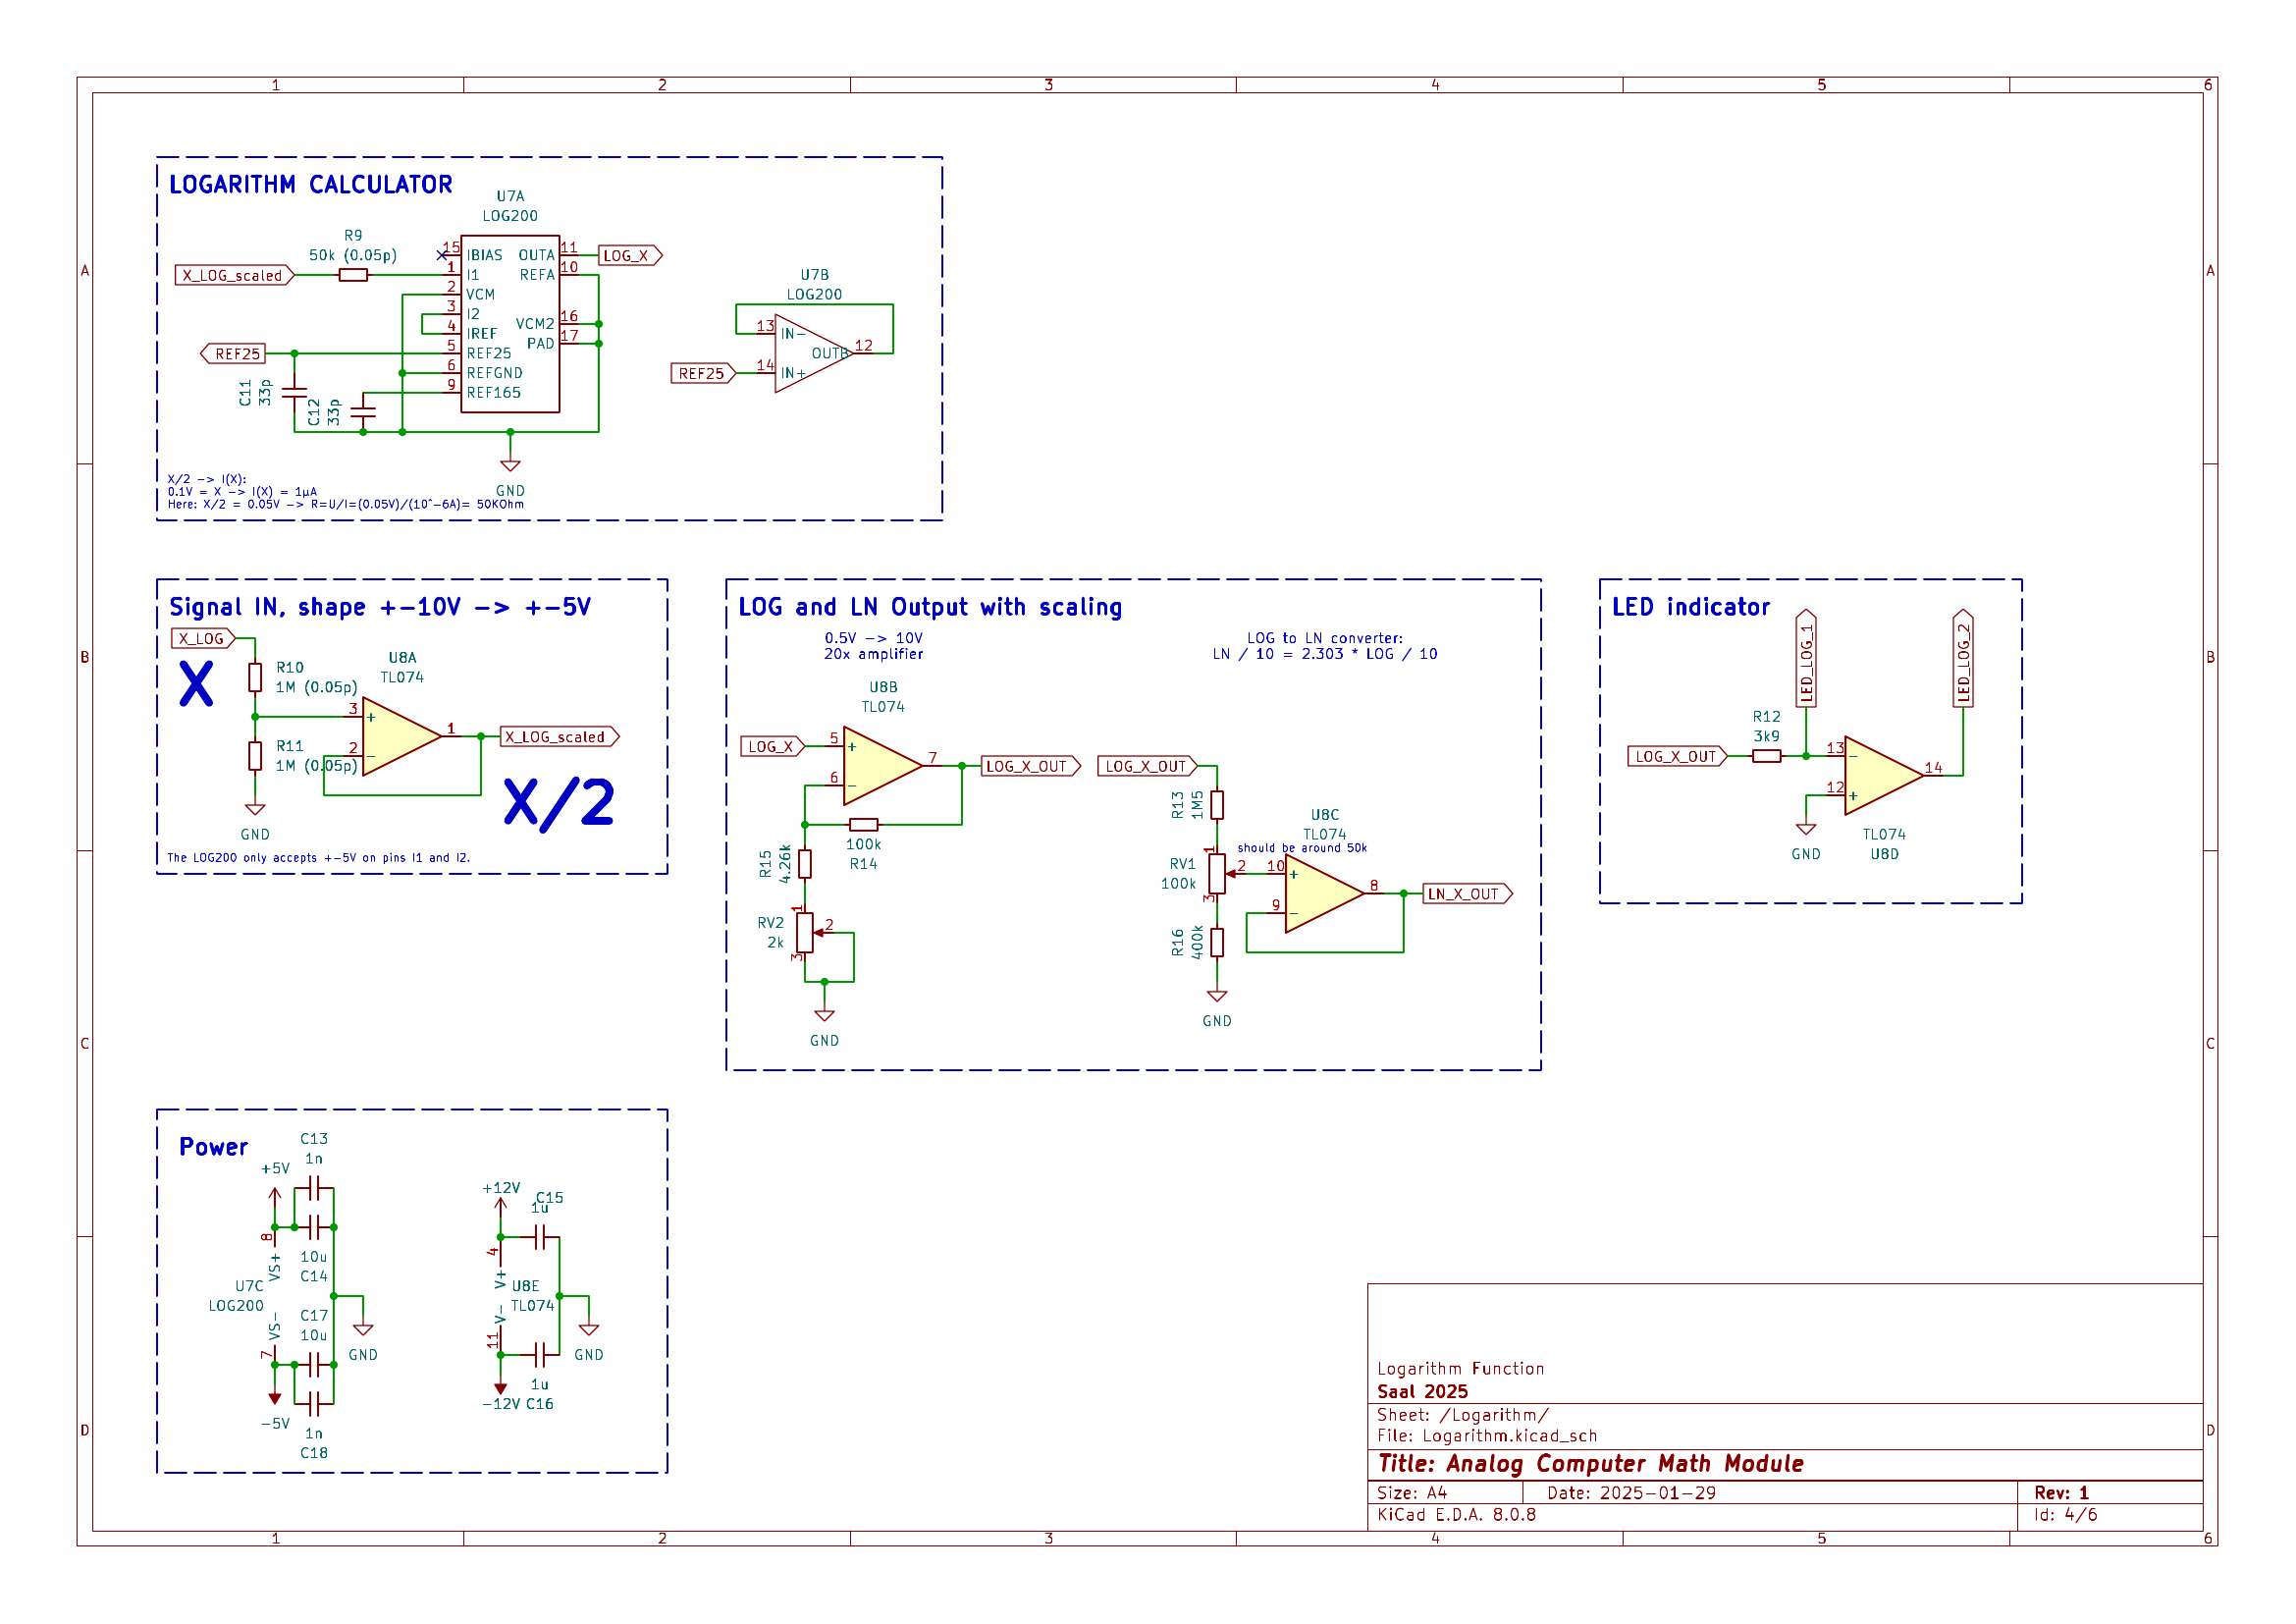 1 2 3 4 5 6
A A
B B
C C
D D
LOGARITHM CALCULATOR
U7A
LOG200
R9
50k (0.05p)
X_LOG_scaled
15 IBIAS OUTA 11
LOG_X
1 I1 REFA 10
2 VCM
3 I2
VCM2 16
4 IREF
PAD 17
5 REF25
6 REFGND
9 REF165
REF25
C11
33p
C12
33p
GND
U7B
LOG200
13 IN-
OUTB 12
14 IN+
REF25
X/2 -> I(X):
0.1V = X -> I(X) = 1µA
Here: X/2 = 0.05V -> R=U/I=(0.05V)/(10^-6A)= 50KOhm
Signal IN, shape +-10V -> +-5V
X_LOG
X
R10
1M (0.05p)
R11
1M (0.05p)
GND
U8A
TL074
3 +
2 -
1
X_LOG_scaled
X/2
The LOG200 only accepts +-5V on pins I1 and I2.
LOG and LN Output with scaling
0.5V -> 10V
20x amplifier
U8B
TL074
LOG_X
5 +
6 -
7
LOG_X_OUT
100k
R14
R15
4.26k
RV2
2k
1
2
3
GND
LOG to LN converter:
LN / 10 = 2.303 * LOG / 10
LOG_X_OUT
R13
1M5
RV1
100k
1
2
3
R16
400k
GND
U8C
TL074
should be around 50k
10 +
9 -
8
LN_X_OUT
LED indicator
LED_LOG_1
LED_LOG_2
R12
3k9
LOG_X_OUT
13 -
12 +
14
TL074
U8D
GND
Power
C13
1n
+5V
8
VS+
10u
C14
U7C
LOG200
C17
10u
VS-
7
-5V
1n
C18
GND
+12V
C15
1u
4
V+
U8E
TL074
V-
11
1u
-12V C16
GND
Logarithm Function
Saal 2025
Sheet: /Logarithm/
File: Logarithm.kicad_sch
Title: Analog Computer Math Module
Size: A4 Date: 2025-01-29 Rev: 1
KiCad E.D.A. 8.0.8 Id: 4/6
1 2 3 4 5 6